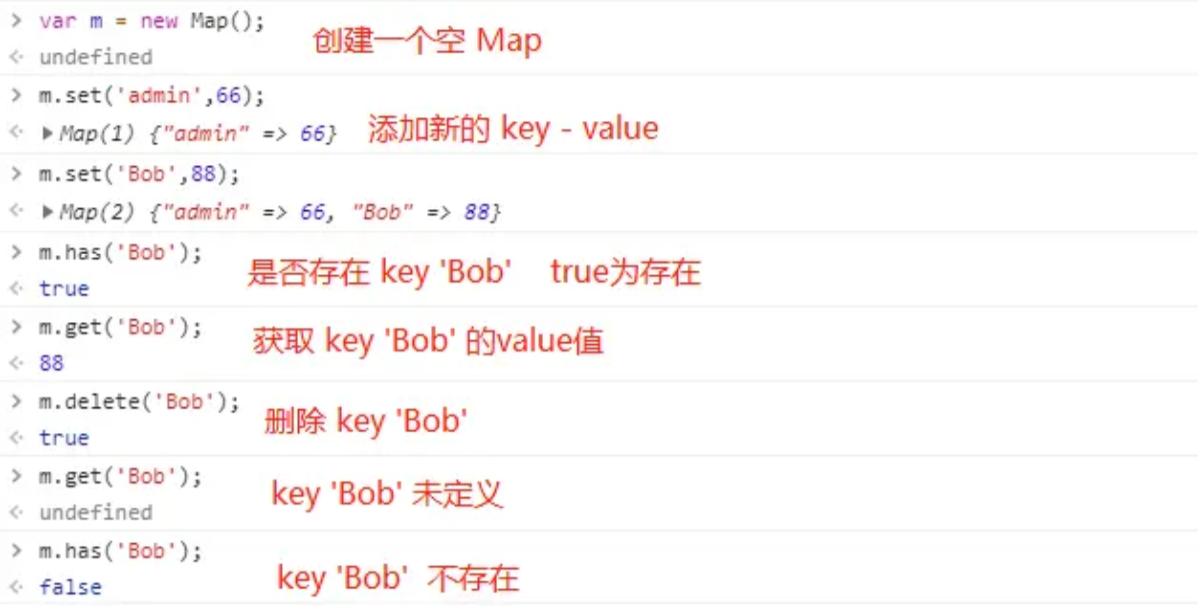 > var m = new Map();
创建一个空 Map
<· undefined
> m.set('admin',66);
<· ▶Map(1) {"admin" => 66}
添加新的 key - value
> m.set('Bob',88);
<· ▶Map(2) {"admin" => 66, "Bob" => 88}
> m.has('Bob');
是否存在 key 'Bob' true为存在
<· true
> m.get('Bob');
获取 key 'Bob' 的value值
<· 88
> m.delete('Bob');
删除 key 'Bob'
<· true
> m.get('Bob');
key 'Bob' 未定义
<· undefined
> m.has('Bob');
key 'Bob' 不存在
<· false